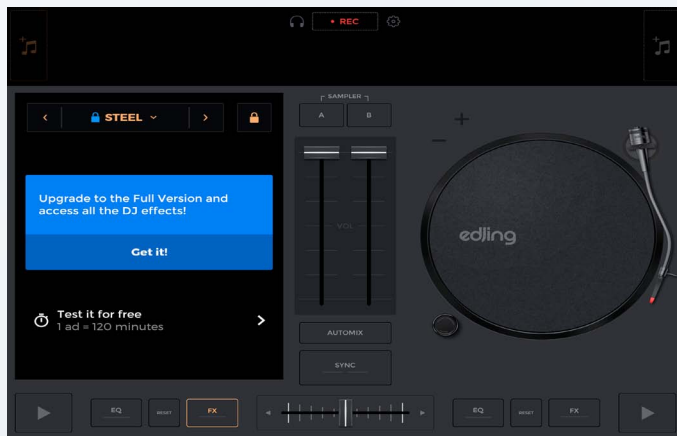 REC
SAMPLER
A
B
STEEL
Upgrade to the Full Version and
access all the DJ effects!
Get it!
Test it for free
1 ad = 120 minutes
VOL
edjing
AUTOMIX
SYNC
EQ
RESET
FX
EQ
RESET
FX